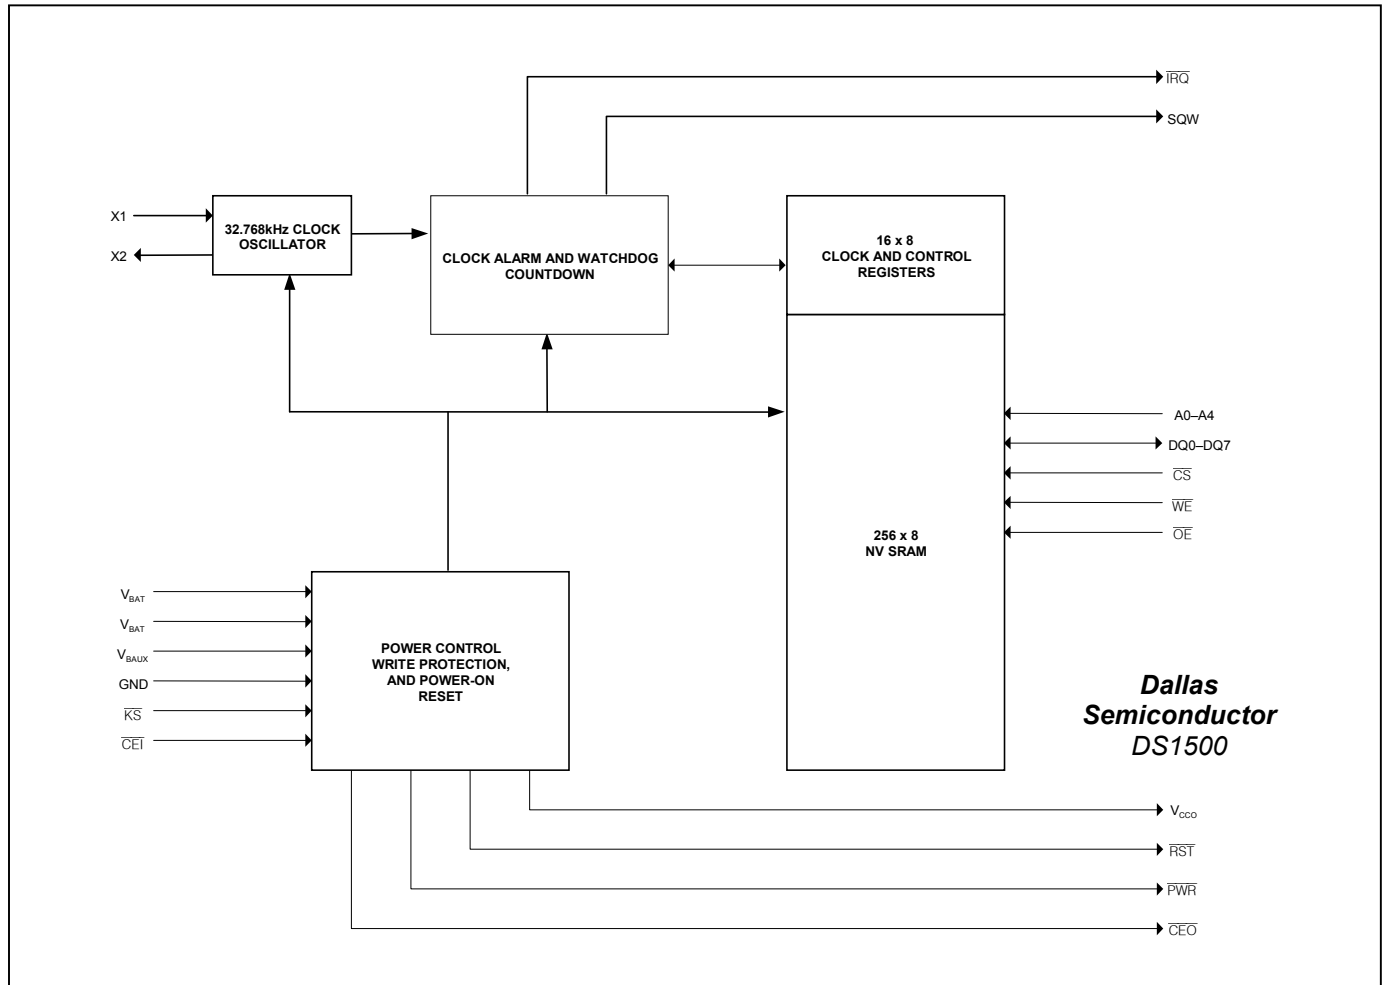 IRQ
SQW
X1
X2
32.768kHz CLOCK
OSCILLATOR
CLOCK ALARM AND WATCHDOG
COUNTDOWN
16 x 8
CLOCK AND CONTROL
REGISTERS
A0–A4
DQ0–DQ7
CS
WE
OE
256 x 8
NV SRAM
VBAT
VBAT
VBAUX
GND
KS
CEI
POWER CONTROL
WRITE PROTECTION,
AND POWER-ON
RESET
Dallas
Semiconductor
DS1500
VCCO
RST
PWR
CEO